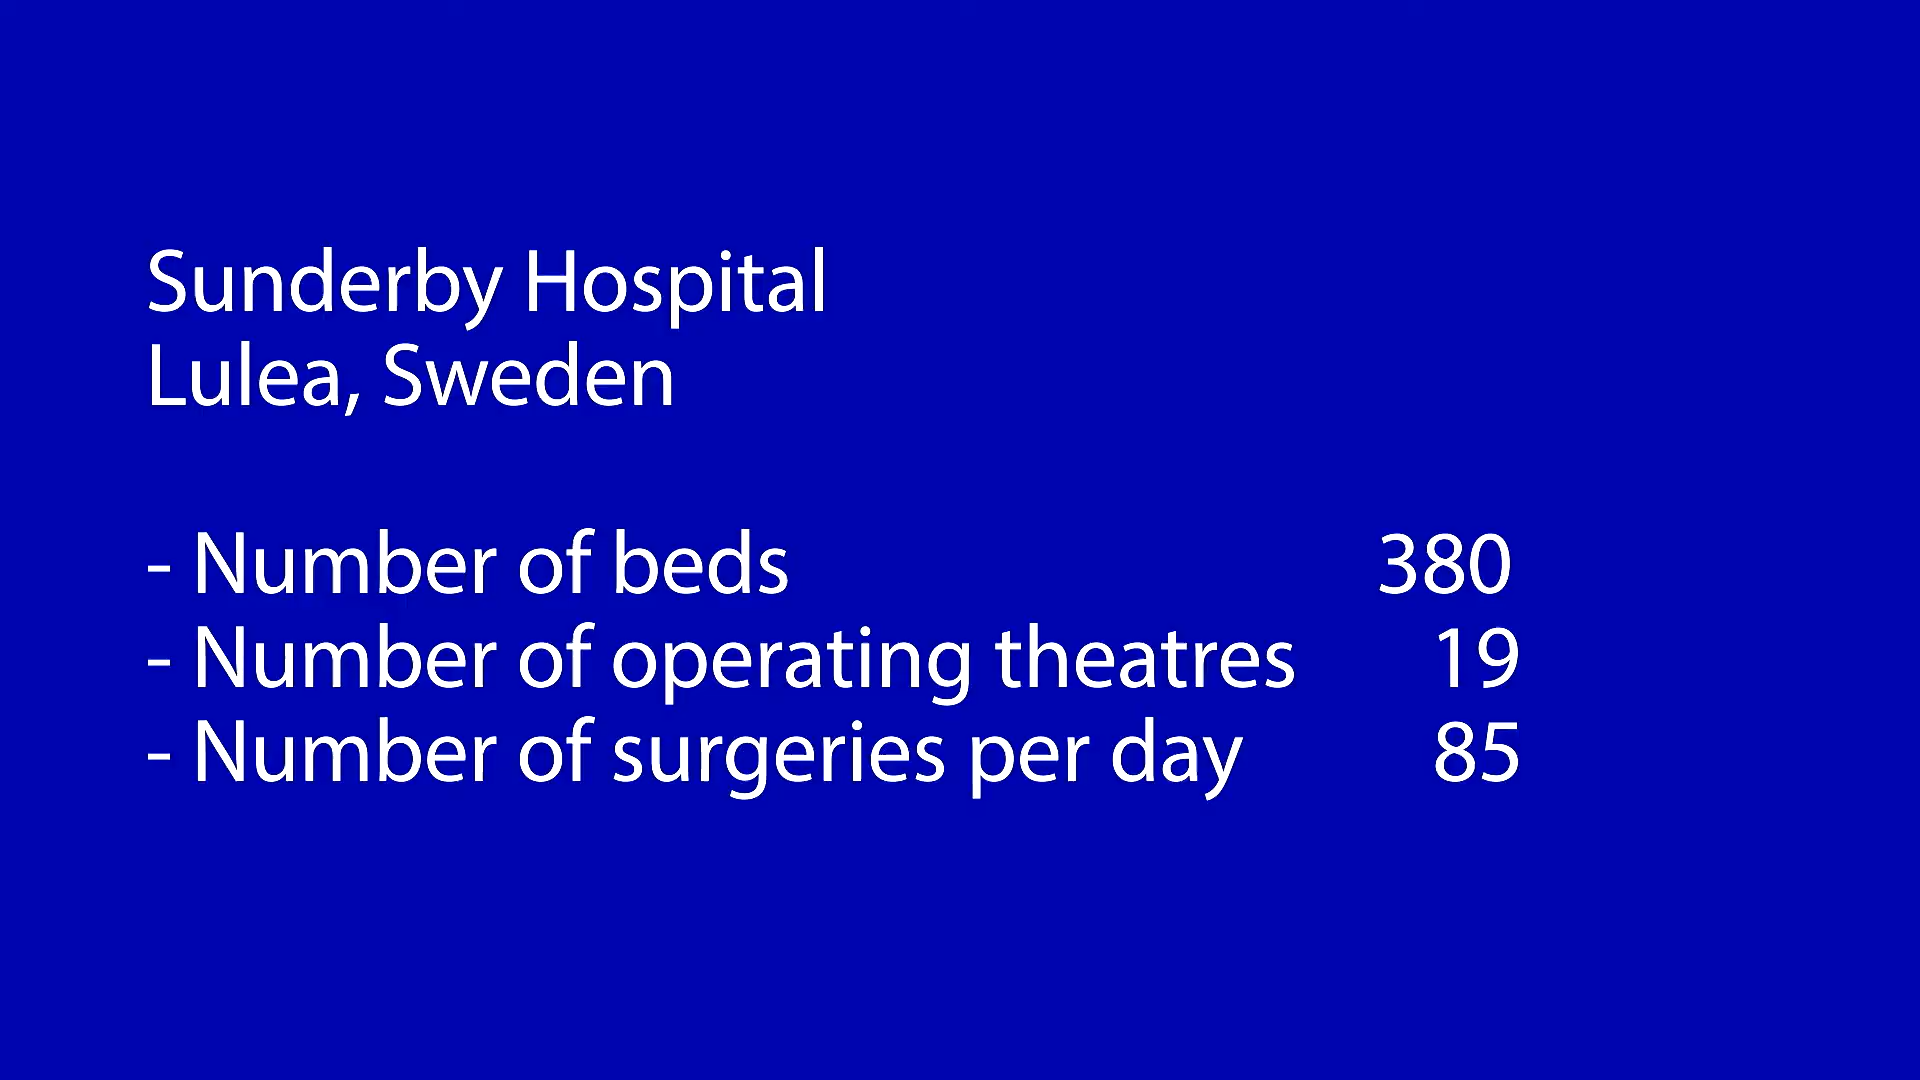 Sunderby Hospital
Lulea, Sweden
- Number of beds 380
- Number of operating theatres 19
- Number of surgeries per day 85